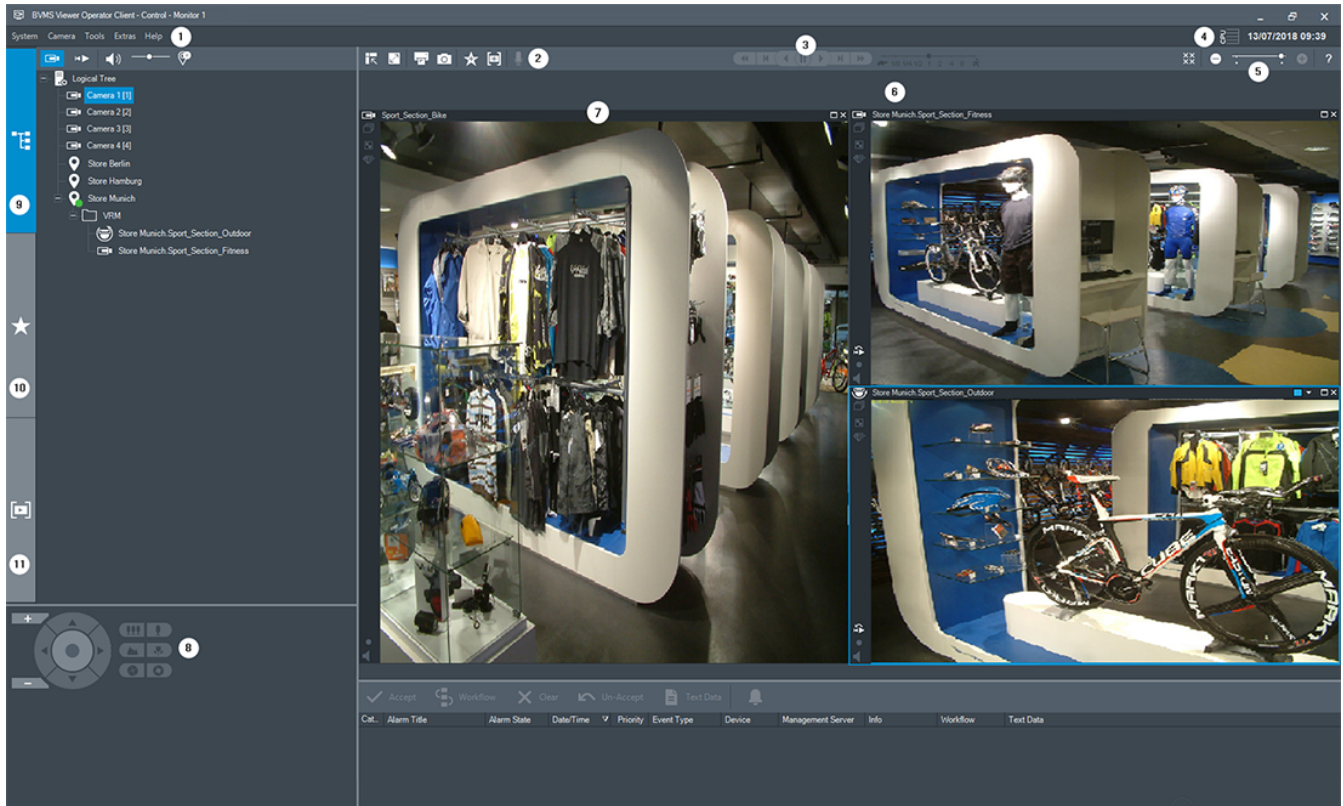 BVMS Viewer Operator Client - Control - Monitor 1
System Camera Tools Extras Help 1
4 13/07/2018 09:39
2
3
5
?
Logical Tree
Camera 1 [1]
Camera 2 [2]
Camera 3 [3]
Camera 4 [4]
Store Berlin
Store Hamburg
Store Munich
VRM
Store Munich.Sport_Section_Outdoor
Store Munich.Sport_Section_Fitness
9
10
11
7
Sport_Section_Bike
6
Store Munich.Sport_Section_Fitness
Store Munich.Sport_Section_Outdoor
CUBE
8
Accept Workflow Clear Un-Accept Text Data
Cat.. Alarm Title Alarm State Date/Time Priority Event Type Device Management Server Info Workflow Text Data